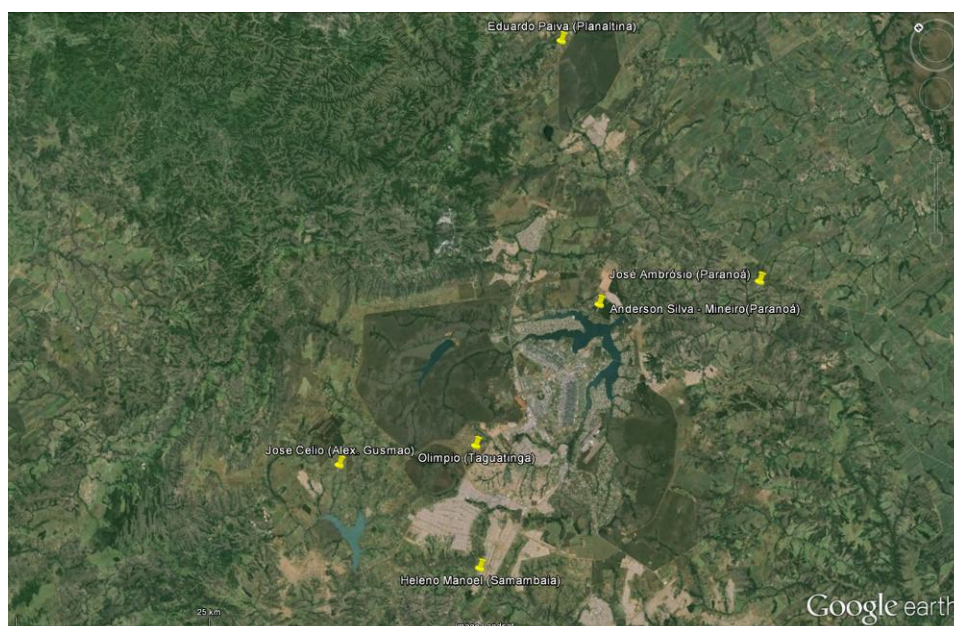 Eduardo Paiva (Planaltina)
José Ambrósio (Paranoá)
Anderson Silva - Mineiro(Paranoá)
Jose Célio (Alex. Gusmao)
Olimpio (Taguatinga)
Heleno Manoel (Samambaia)
25 km
Google earth